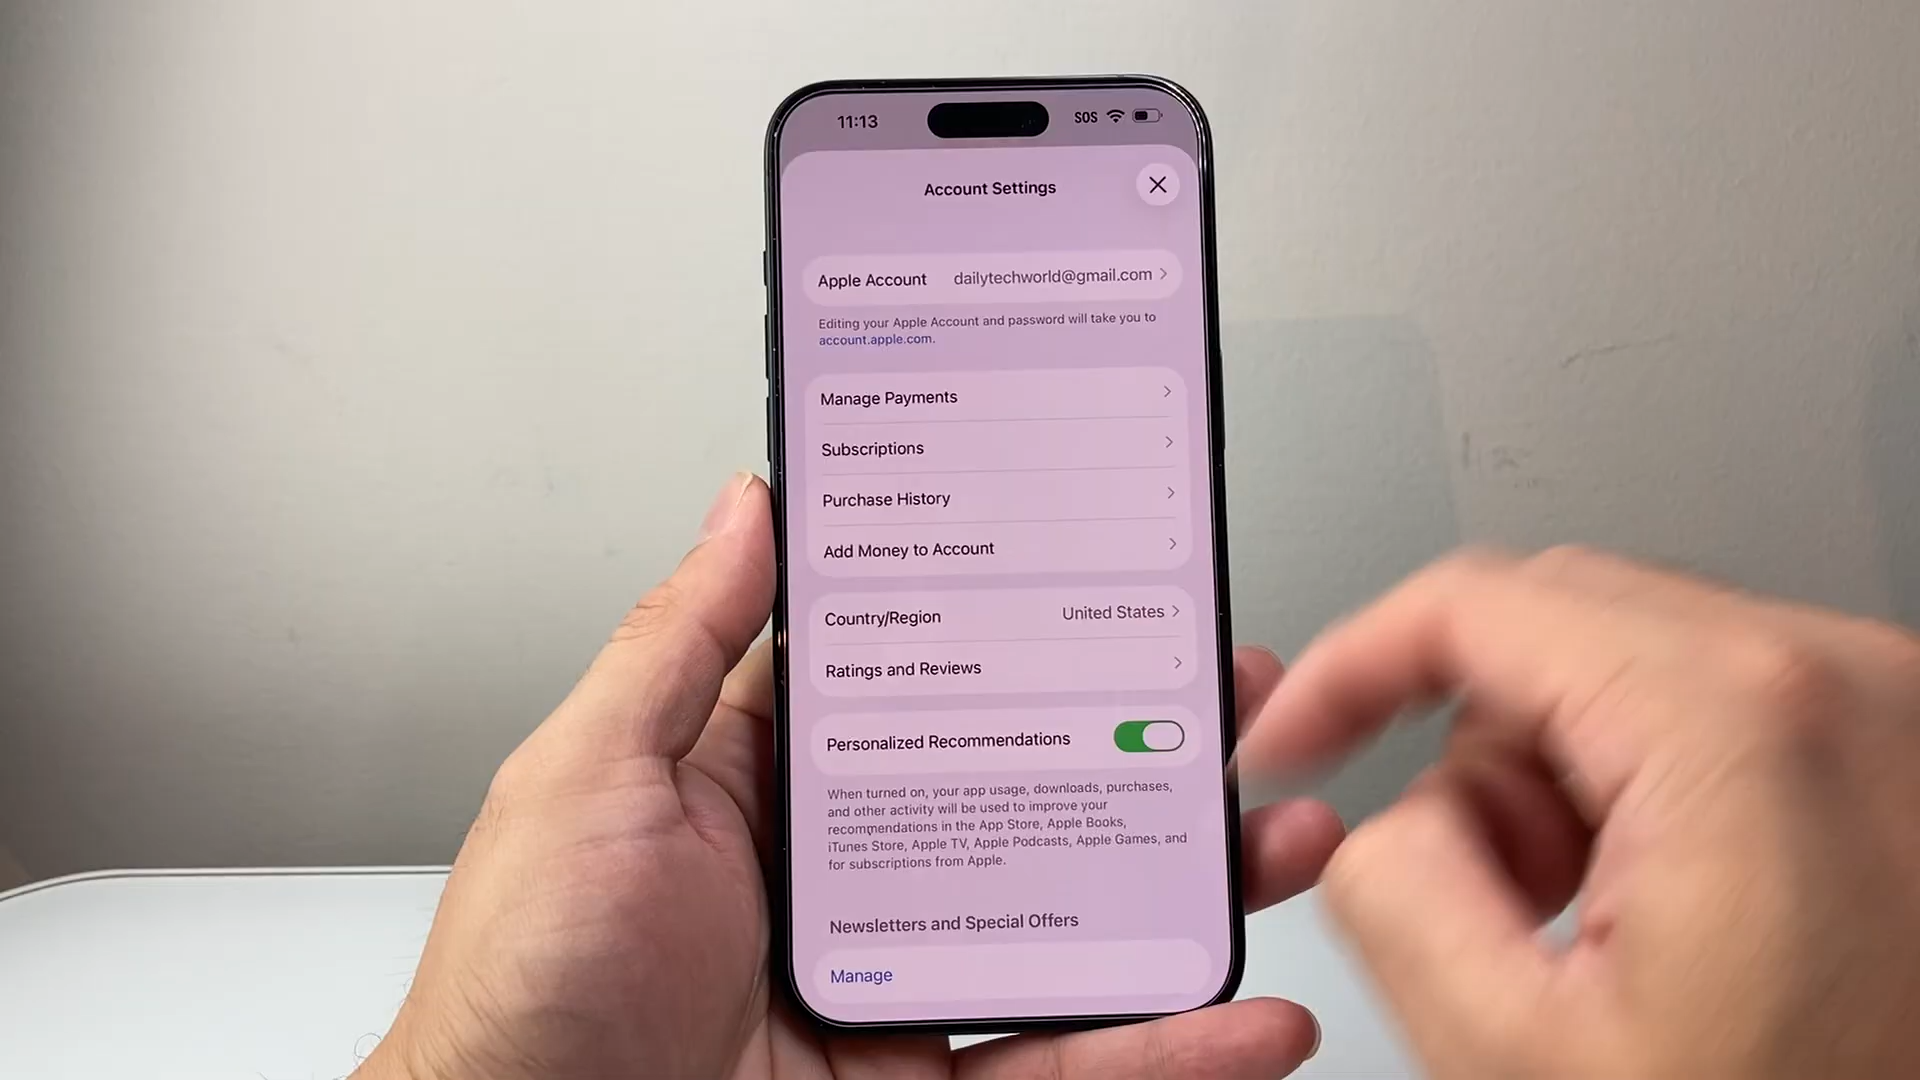 11:13 SOS
Account Settings
Apple Account dailytechworld@gmail.com
Editing your Apple Account and password will take you to
account.apple.com.
Manage Payments
Subscriptions
Purchase History
Add Money to Account
Country/Region United States
Ratings and Reviews
Personalized Recommendations
When turned on, your app usage, downloads, purchases,
and other activity will be used to improve your
recommendations in the App Store, Apple Books,
iTunes Store, Apple TV, Apple Podcasts, Apple Games, and
for subscriptions from Apple.
Newsletters and Special Offers
Manage